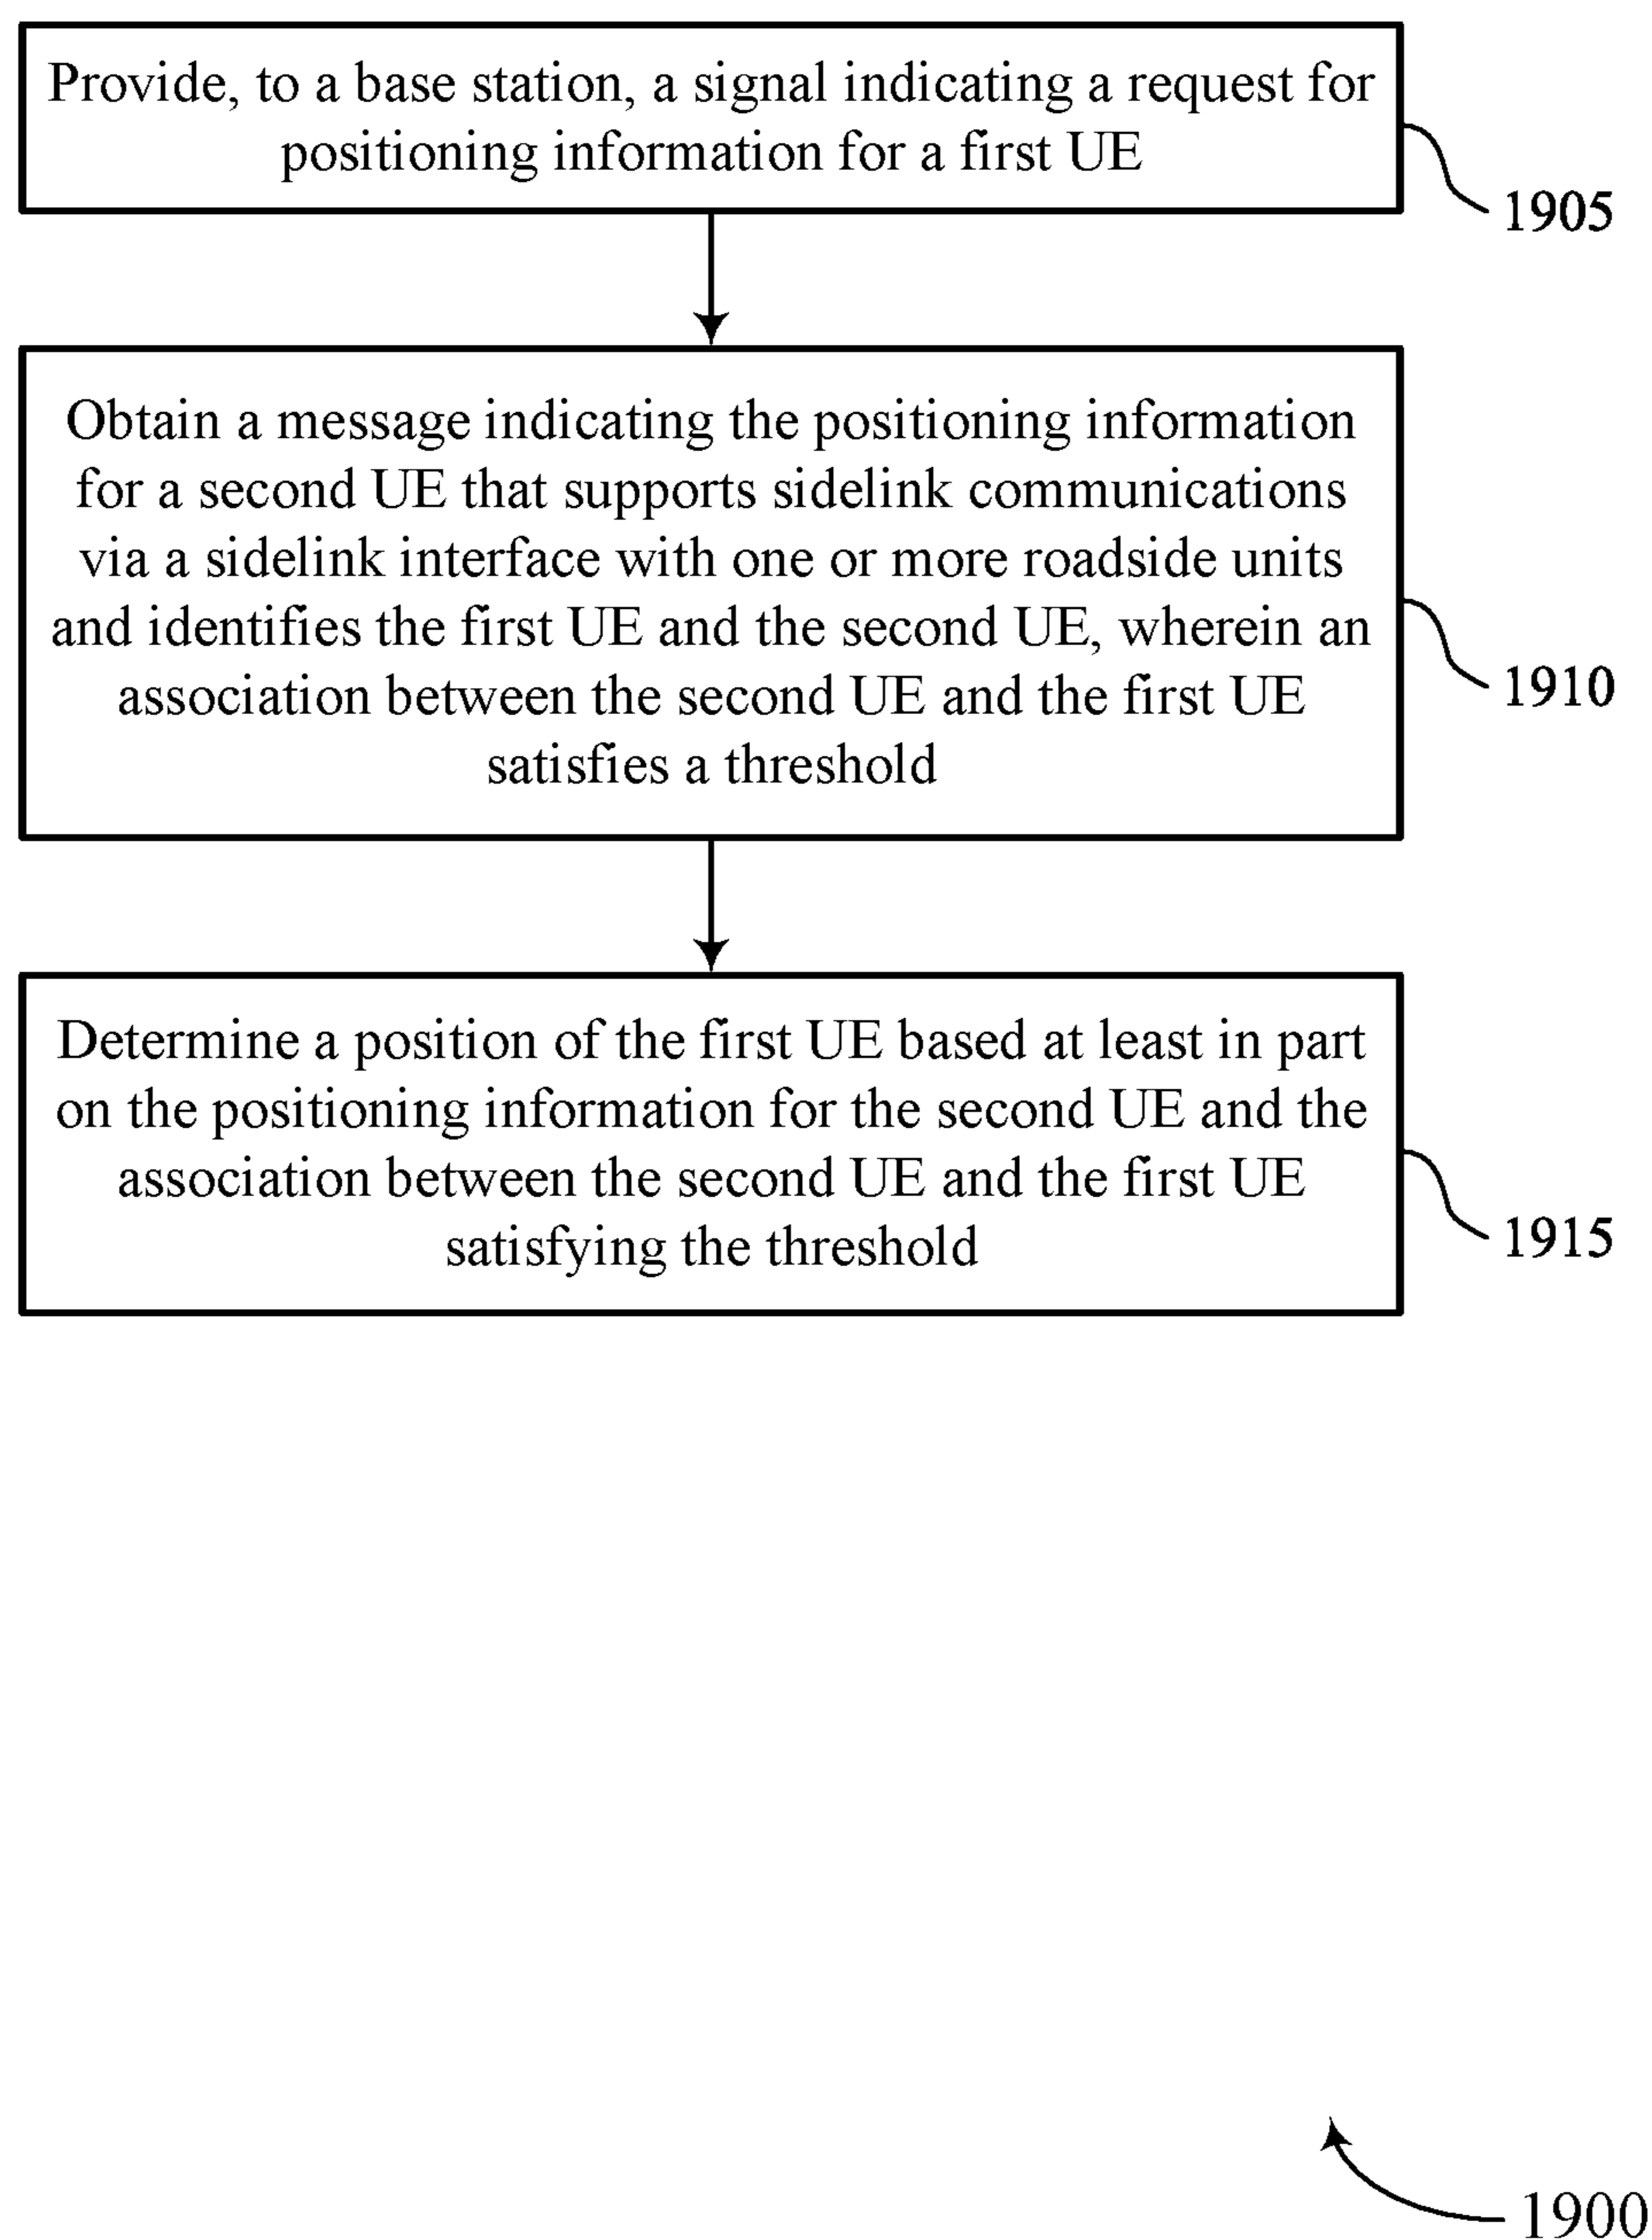 Provide, to a base station, a signal indicating a request for
positioning information for a first UE
1905
Obtain a message indicating the positioning information
for a second UE that supports sidelink communications
via a sidelink interface with one or more roadside units
and identifies the first UE and the second UE, wherein an
association between the second UE and the first UE
satisfies a threshold
1910
Determine a position of the first UE based at least in part
on the positioning information for the second UE and the
association between the second UE and the first UE
satisfying the threshold
1915
1900